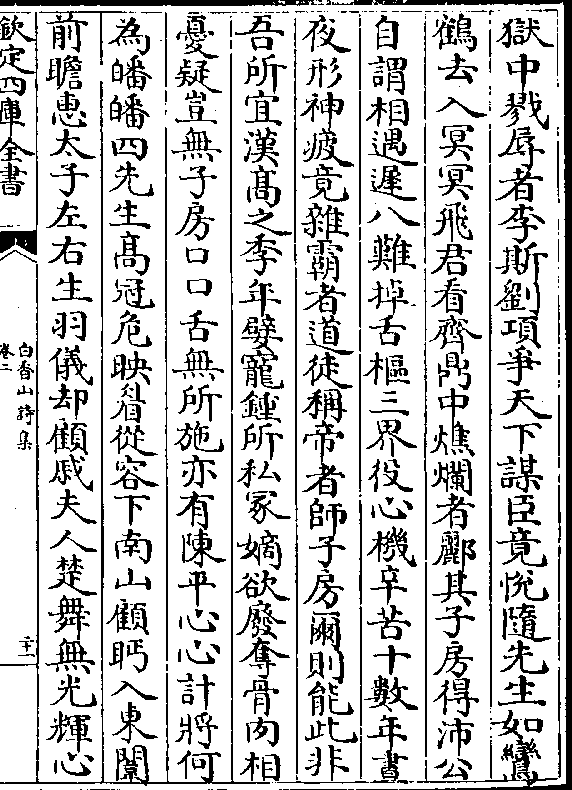 獄中戮辱者李斯劉項爭天下謀臣竟悅隨先生如鸞
鶴去入冥冥飛君看齊鼎中燋爛者酈其子房得沛公
自謂相遇遲八難掉舌樞三界役心機辛苦十數年晝
夜形神疲竟雜霸者道徒稱帝者師子房爾則能此非
吾所宜漢髙之季年嬖寵鍾所私冢嫡欲廢奪骨肉相
憂疑豈無子房口口舌無所施亦有陳平心心計將何
為皤皤四先生髙冠危映眉從容下南山顧眄入東闈
前瞻惠太子左右生羽儀却顧戚夫人楚舞無光輝心
欽定四庫全書
白香山詩集
卷二
二十一